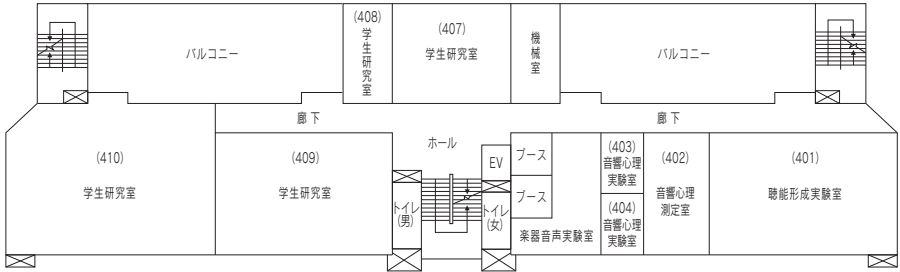 バルコニー
(408)
学生研究室
(407)
学生研究室
機械室
バルコニー
廊下
ホール
廊下
(410)
学生研究室
(409)
学生研究室
トイレ
(男)
EV
トイレ
(女)
ブース
ブース
楽器音声実験室
(403)
音響心理
実験室
(404)
音響心理
実験室
(402)
音響心理
測定室
(401)
聴能形成実験室